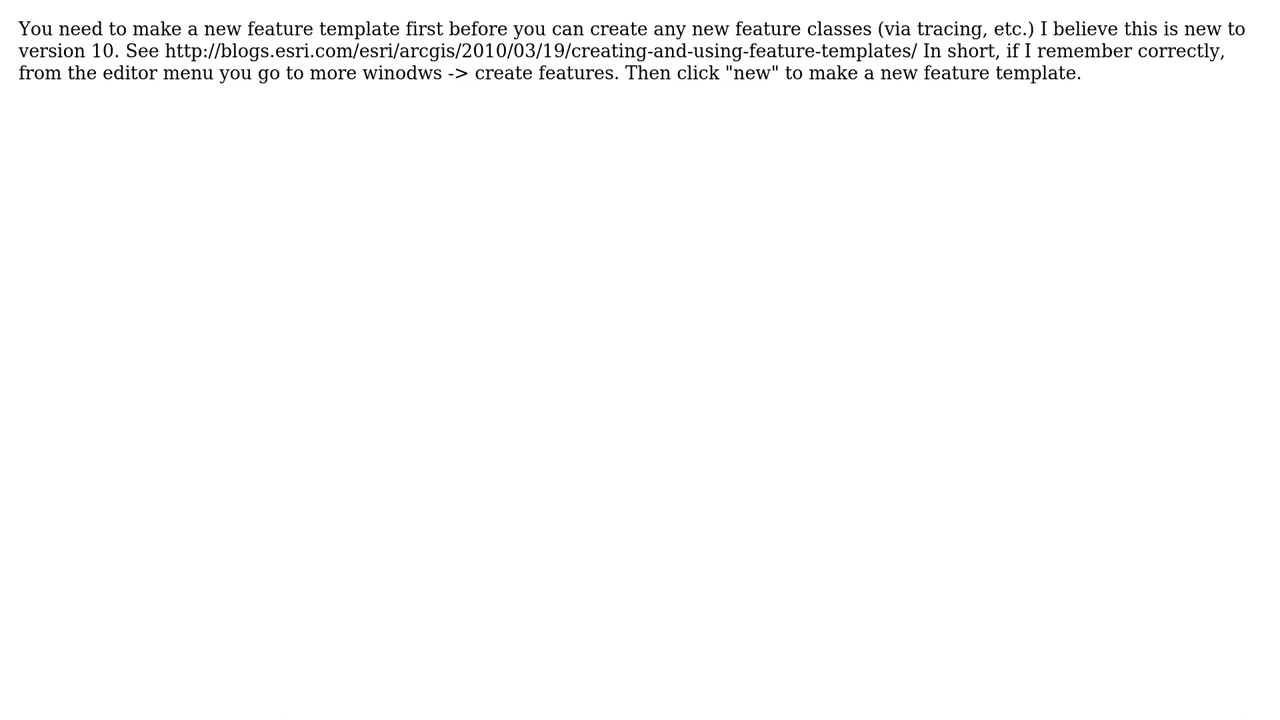 You need to make a new feature template first before you can create any new feature classes (via tracing, etc.) I believe this is new to
version 10. See http://blogs.esri.com/esri/arcgis/2010/03/19/creating-and-using-feature-templates/ In short, if I remember correctly,
from the editor menu you go to more winodws -> create features. Then click "new" to make a new feature template.